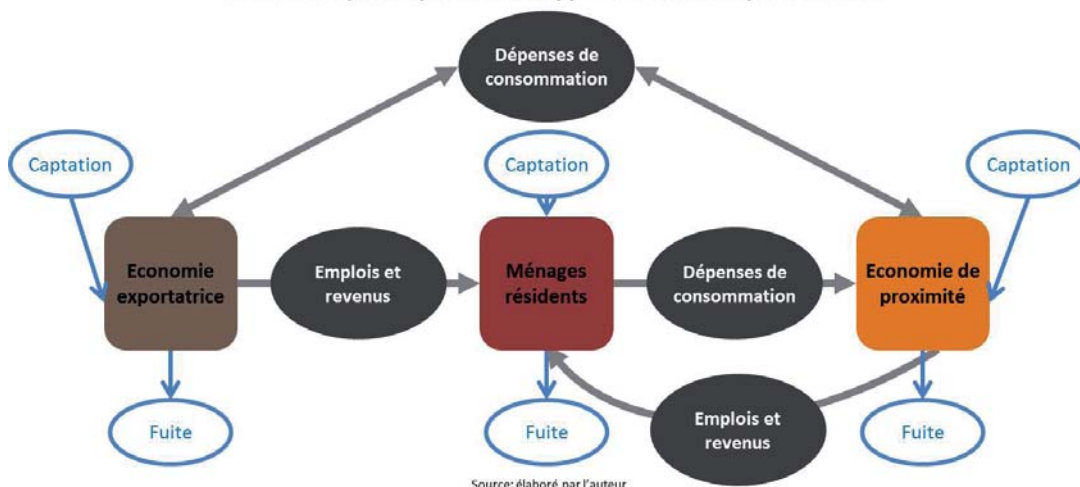 Dépenses de
consommation
Captation
Captation
Captation
Economie
exportatrice
Emplois et
revenus
Ménages
résidents
Dépenses de
consommation
Economie de
proximité
Fuite
Fuite
Emplois et
revenus
Fuite
Source: élaboré par l'auteur